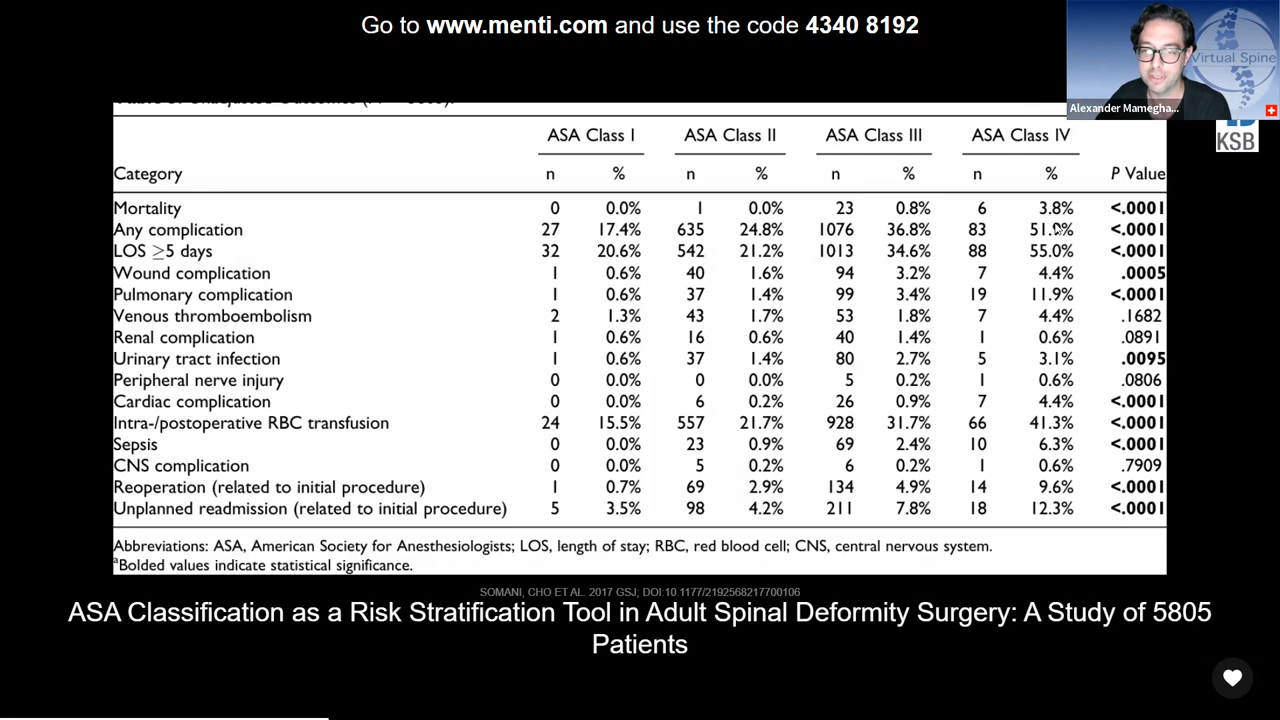 Go to www.menti.com and use the code 4340 8192
Virtual Spine
Alexander Mamegha...
KSB
ASA Class I ASA Class II ASA Class III ASA Class IV
Category n % n % n % n % P Value
Mortality 0 0.0% 1 0.0% 23 0.8% 6 3.8% <.0001
Any complication 27 17.4% 635 24.8% 1076 36.8% 83 <.0001
LOS ≥5 days 32 20.6% 542 21.2% 1013 34.6% 88 55.0% <.0001
Wound complication 1 0.6% 40 1.6% 94 3.2% 7 4.4% .0005
Pulmonary complication 1 0.6% 37 1.4% 99 3.4% 19 11.9% <.0001
Venous thromboembolism 2 1.3% 43 1.7% 53 1.8% 7 4.4% .1682
Renal complication 1 0.6% 16 0.6% 40 1.4% 1 0.6% .0891
Urinary tract infection 1 0.6% 37 1.4% 80 2.7% 5 3.1% .0095
Peripheral nerve injury 0 0.0% 0 0.0% 5 0.2% 1 0.6% .0806
Cardiac complication 0 0.0% 6 0.2% 26 0.9% 7 4.4% <.0001
Intra-/postoperative RBC transfusion 24 15.5% 557 21.7% 928 31.7% 66 41.3% <.0001
Sepsis 0 0.0% 23 0.9% 69 2.4% 10 6.3% <.0001
CNS complication 0 0.0% 5 0.2% 6 0.2% 1 0.6% .7909
Reoperation (related to initial procedure) 1 0.7% 69 2.9% 134 4.9% 14 9.6% <.0001
Unplanned readmission (related to initial procedure) 5 3.5% 98 4.2% 211 7.8% 18 12.3% <.0001
Abbreviations: ASA, American Society for Anesthesiologists; LOS, length of stay; RBC, red blood cell; CNS, central nervous system.
aBolded values indicate statistical significance.
SOMANI, CHO ET AL. 2017 GSJ; DOI:10.1177/2192568217700106
ASA Classification as a Risk Stratification Tool in Adult Spinal Deformity Surgery: A Study of 5805
Patients